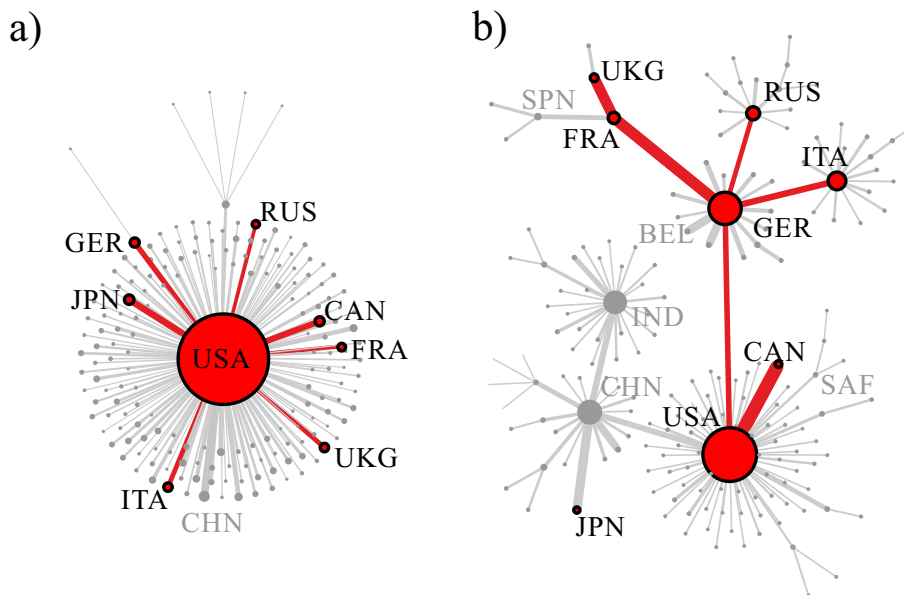 a)
GER
RUS
JPN
CAN
USA
FRA
UKG
ITA
CHN
b)
UKG
SPN
FRA
RUS
ITA
BEL
GER
IND
CHN
CAN
SAF
USA
JPN